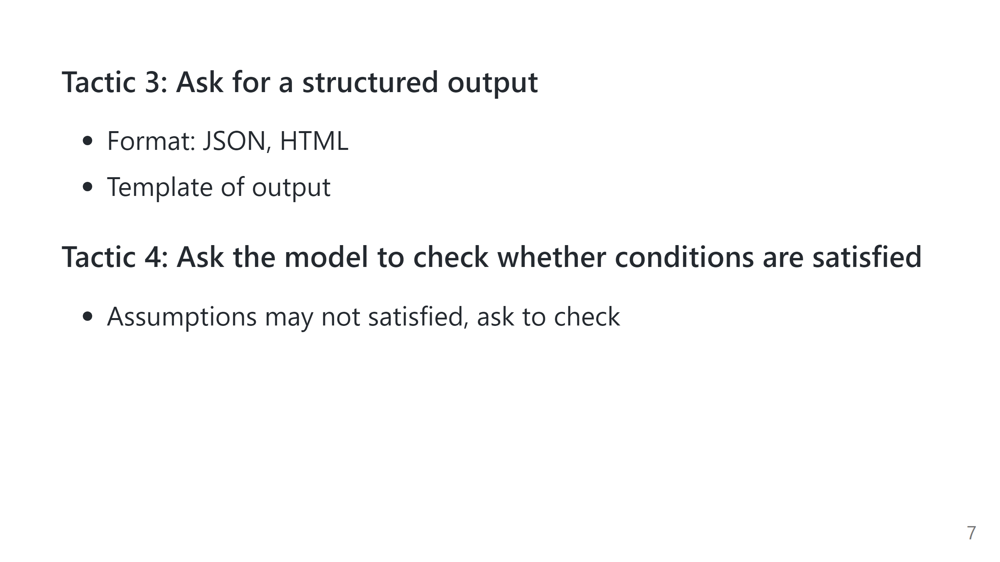 Tactic 3: Ask for a structured output
• Format: JSON, HTML
• Template of output
Tactic 4: Ask the model to check whether conditions are satisfied
• Assumptions may not satisfied, ask to check
7